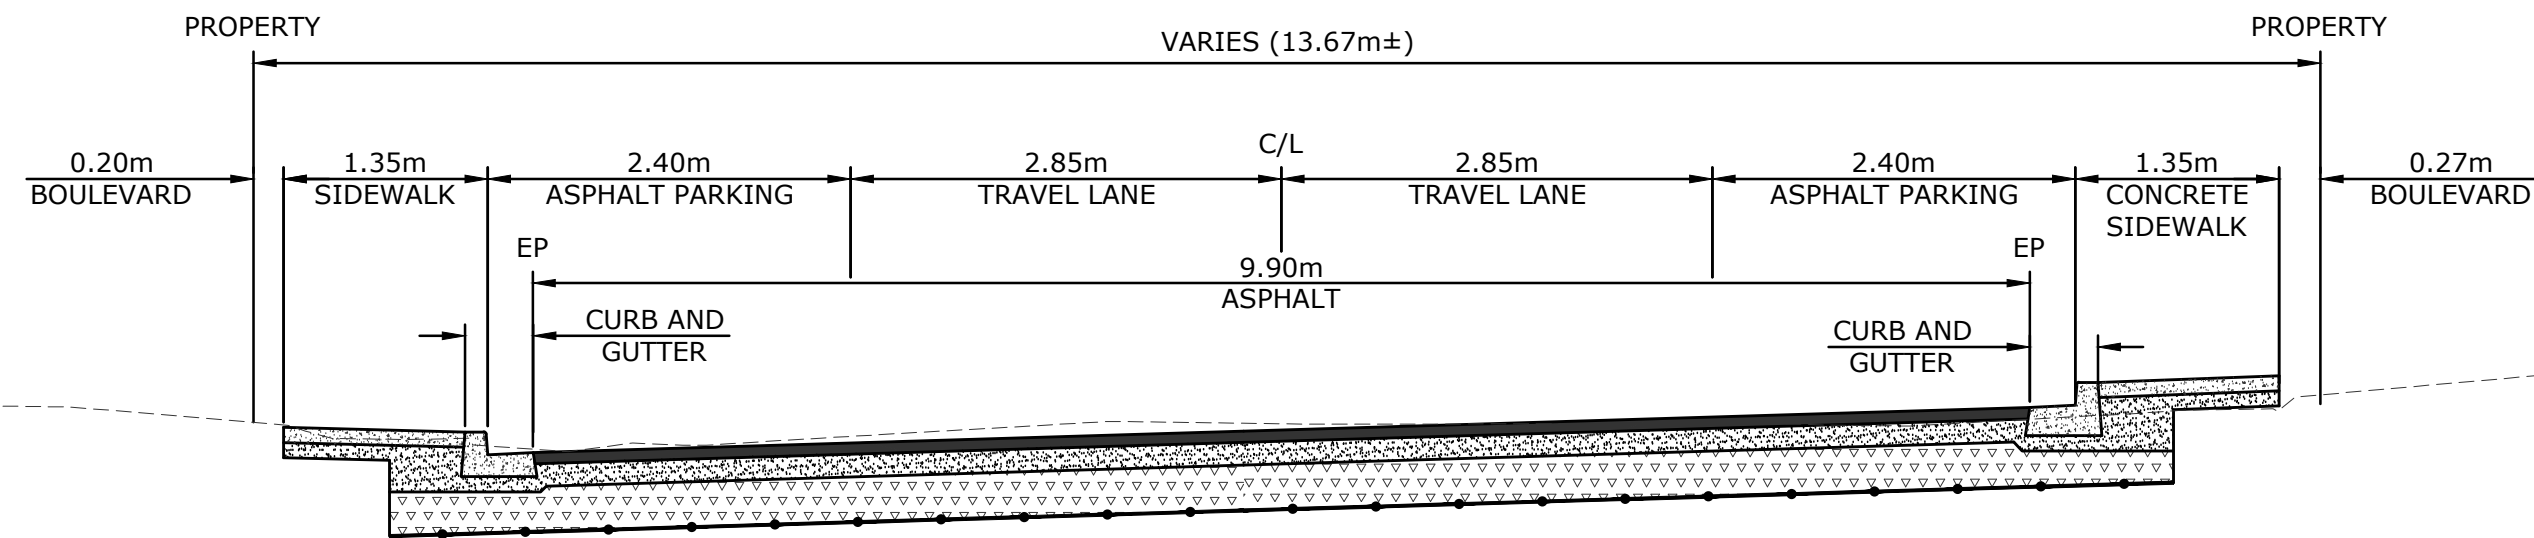 PROPERTY
PROPERTY
VARIES (13.67m±)
C/L
0.20m
BOULEVARD
1.35m
SIDEWALK
2.40m
ASPHALT PARKING
2.85m
TRAVEL LANE
2.85m
TRAVEL LANE
2.40m
ASPHALT PARKING
1.35m
CONCRETE
SIDEWALK
0.27m
BOULEVARD
EP
EP
9.90m
ASPHALT
CURB AND
GUTTER
CURB AND
GUTTER